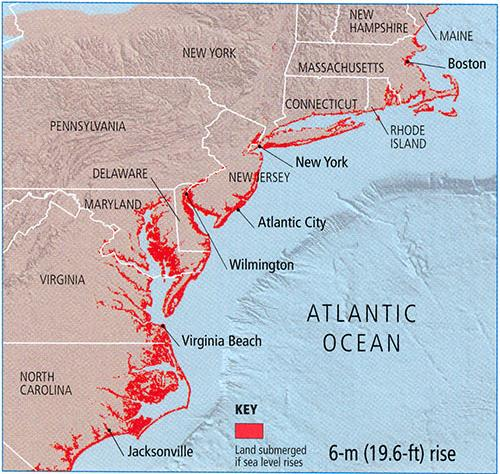 NEW
HAMPSHIRE
MAINE
NEW YORK
Boston
MASSACHUSETTS
CONNECTICUT
PENNSYLVANIA
RHODE
ISLAND
New York
DELAWARE
NEW JERSEY
MARYLAND
Atlantic City
Wilmington
VIRGINIA
ATLANTIC
OCEAN
Virginia Beach
NORTH
CAROLINA
KEY
Land submerged
if sea level rises
Jacksonville
6-m (19.6-ft) rise